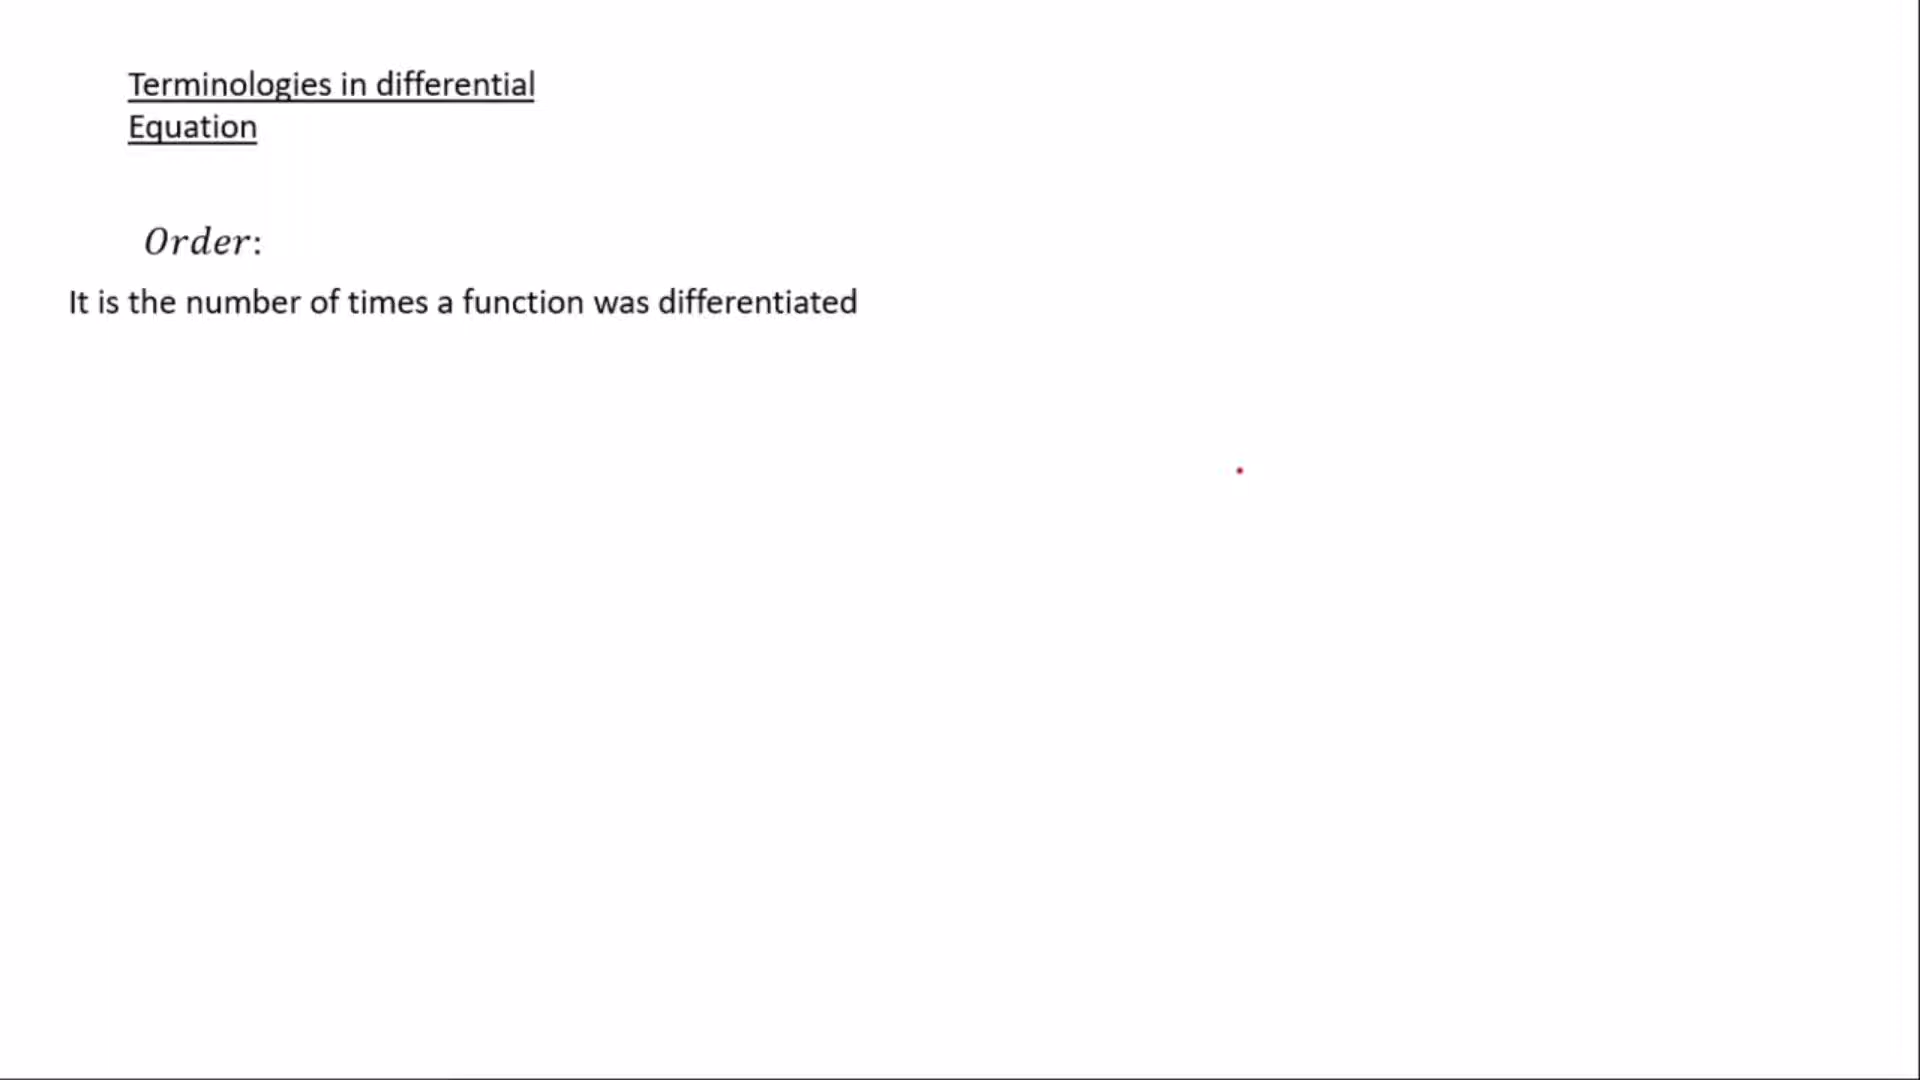 Terminologies in differential
Equation
Order:
It is the number of times a function was differentiated